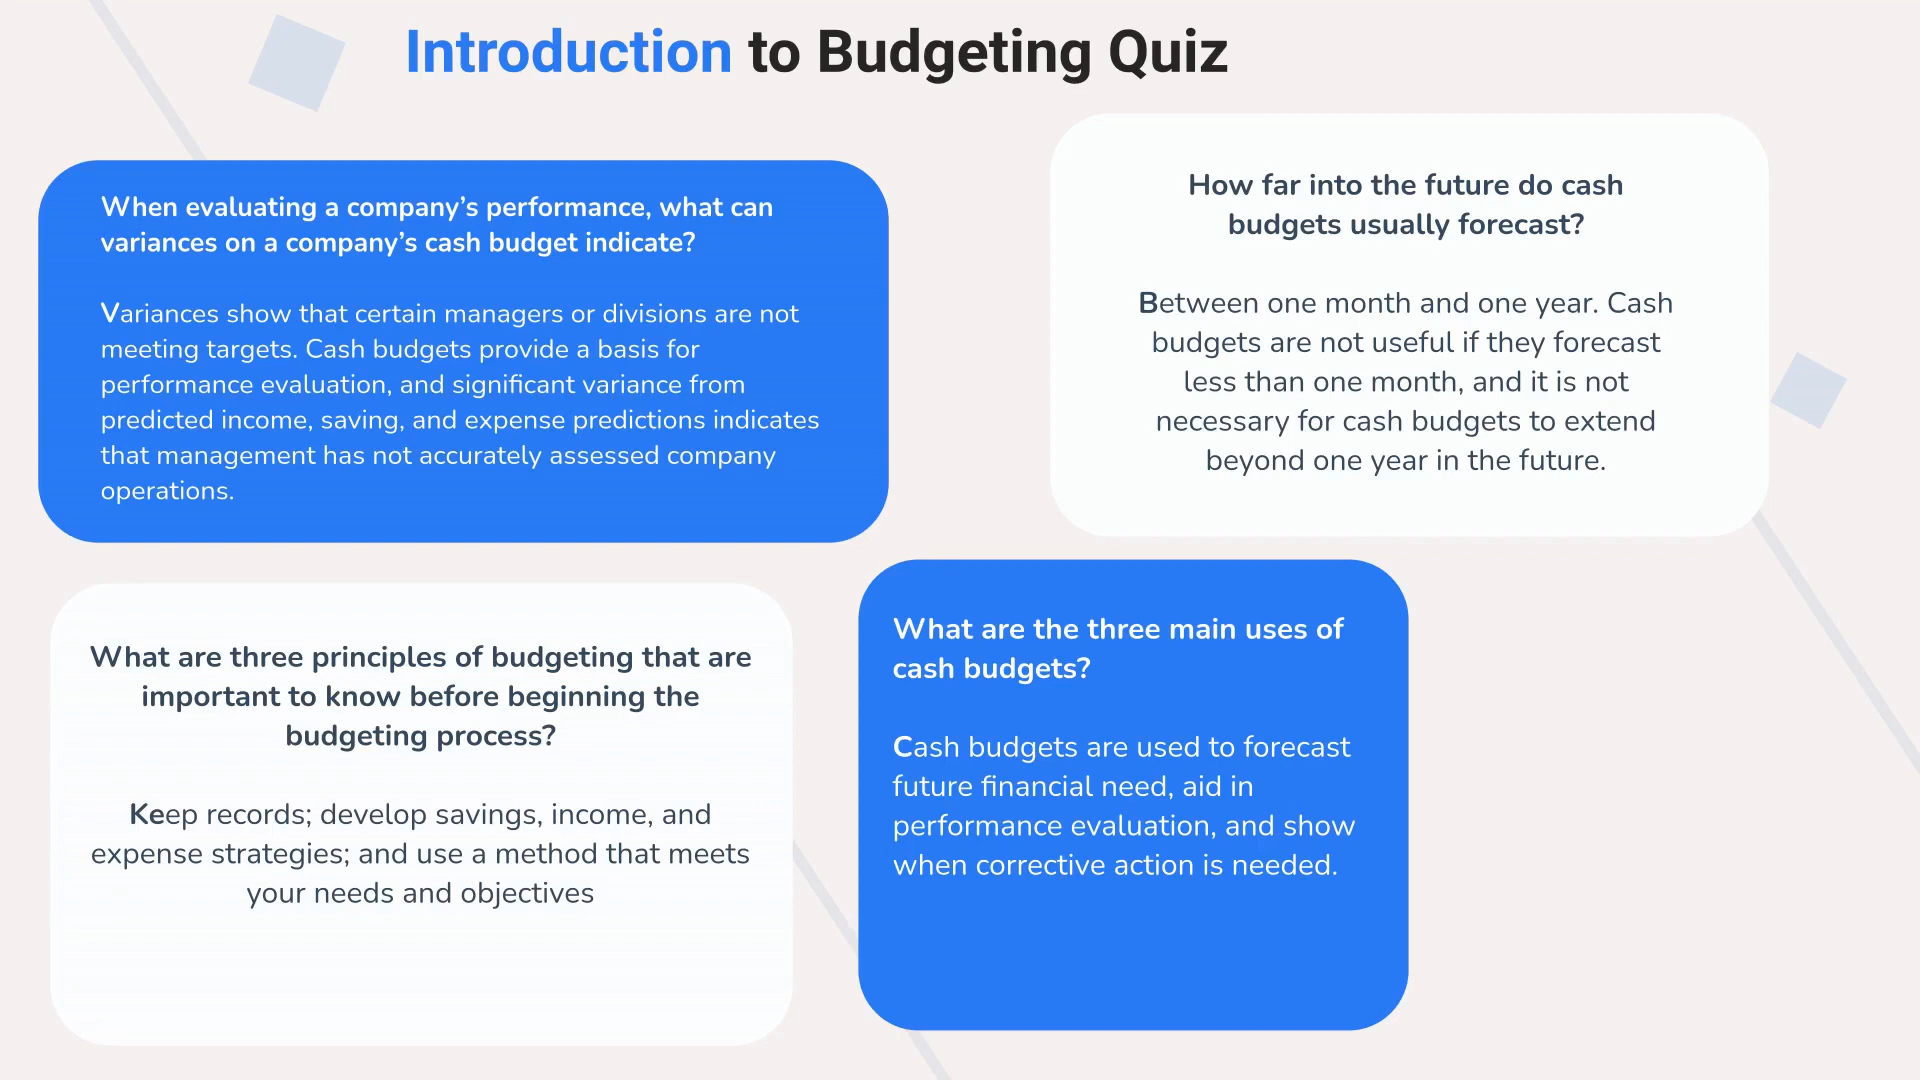 Introduction to Budgeting Quiz
When evaluating a company’s performance, what can
variances on a company’s cash budget indicate?
Variances show that certain managers or divisions are not
meeting targets. Cash budgets provide a basis for
performance evaluation, and significant variance from
predicted income, saving, and expense predictions indicates
that management has not accurately assessed company
operations.
How far into the future do cash
budgets usually forecast?
Between one month and one year. Cash
budgets are not useful if they forecast
less than one month, and it is not
necessary for cash budgets to extend
beyond one year in the future.
What are three principles of budgeting that are
important to know before beginning the
budgeting process?
Keep records; develop savings, income, and
expense strategies; and use a method that meets
your needs and objectives
What are the three main uses of
cash budgets?
Cash budgets are used to forecast
future financial need, aid in
performance evaluation, and show
when corrective action is needed.